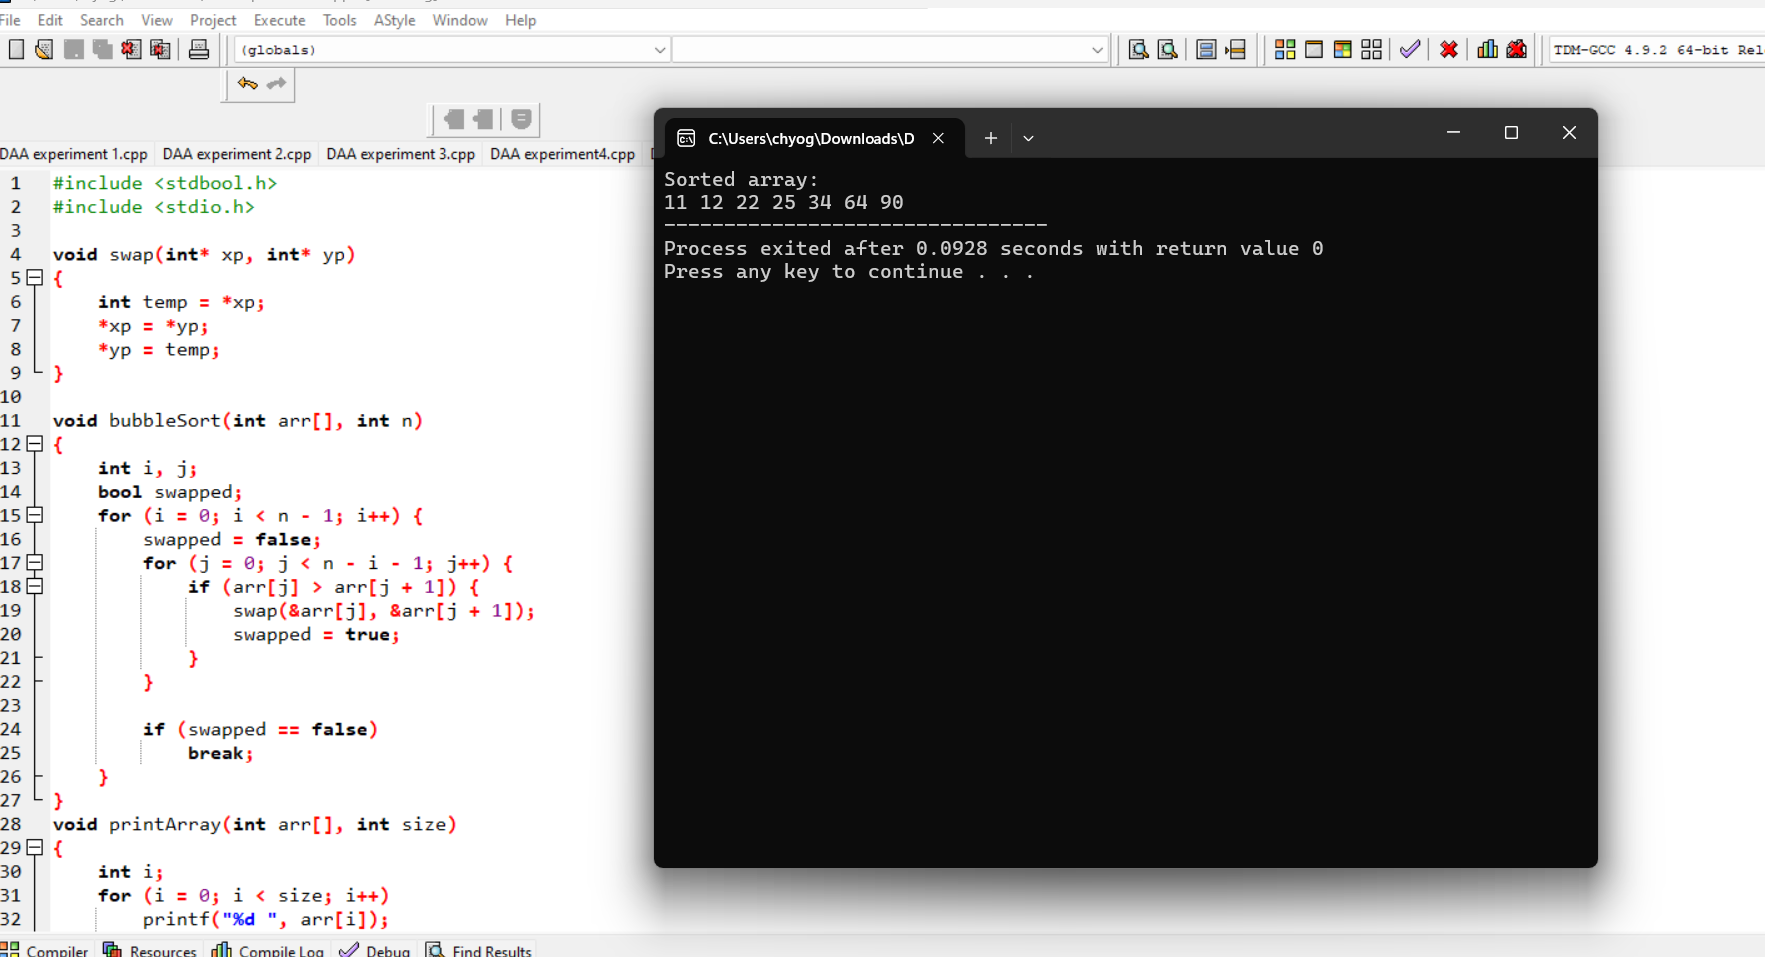 File Edit Search View Project Execute Tools AStyle Window Help
(globals)
TDM-GCC 4.9.2 64-bit Rel
DAA experiment 1.cpp DAA experiment 2.cpp DAA experiment 3.cpp DAA experiment4.cpp
1 #include <stdbool.h>
2 #include <stdio.h>
3
4 void swap(int* xp, int* yp)
5 {
6 int temp = *xp;
7 *xp = *yp;
8 *yp = temp;
9 }
10
11 void bubbleSort(int arr[], int n)
12 {
13 int i, j;
14 bool swapped;
15 for (i = 0; i < n - 1; i++) {
16 swapped = false;
17 for (j = 0; j < n - i - 1; j++) {
18 if (arr[j] > arr[j + 1]) {
19 swap(&arr[j], &arr[j + 1]);
20 swapped = true;
21 }
22 }
23
24 if (swapped == false)
25 break;
26 }
27 }
28 void printArray(int arr[], int size)
29 {
30 int i;
31 for (i = 0; i < size; i++)
32 printf("%d ", arr[i]);
Compiler Resources Compile Log Debug Find Results
C:\Users\chyog\Downloads\D
Sorted array:
11 12 22 25 34 64 90
--------------------------------
Process exited after 0.0928 seconds with return value 0
Press any key to continue . . .